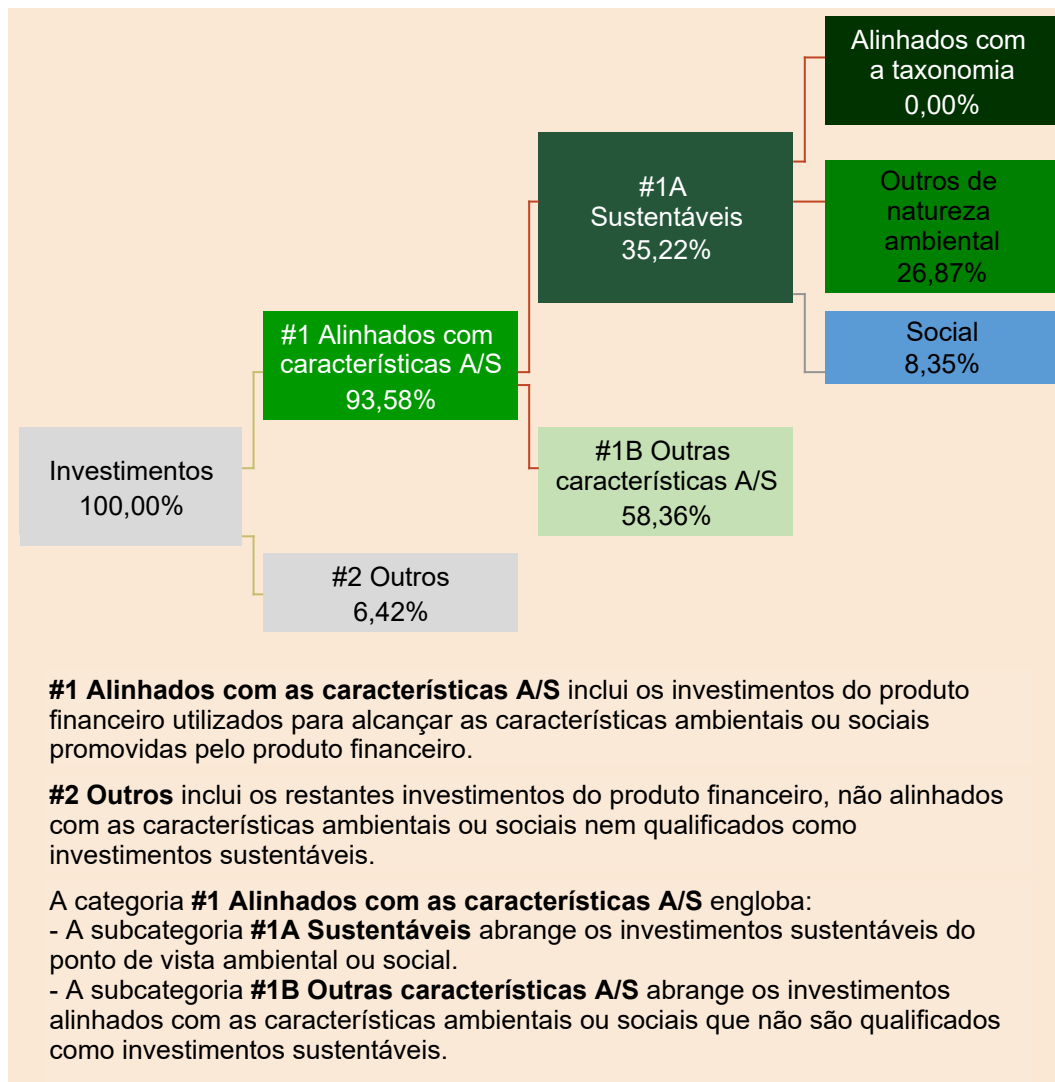 Alinhados com
a taxonomia
0,00%
#1A
Sustentáveis
35,22%
Outros de
natureza
ambiental
26,87%
#1 Alinhados com
características A/S
93,58%
Social
8,35%
Investimentos
100,00%
#1B Outras
características A/S
58,36%
#2 Outros
6,42%
#1 Alinhados com as características A/S inclui os investimentos do produto
financeiro utilizados para alcançar as características ambientais ou sociais
promovidas pelo produto financeiro.
#2 Outros inclui os restantes investimentos do produto financeiro, não alinhados
com as características ambientais ou sociais nem qualificados como
investimentos sustentáveis.
A categoria #1 Alinhados com as características A/S engloba:
- A subcategoria #1A Sustentáveis abrange os investimentos sustentáveis do
ponto de vista ambiental ou social.
- A subcategoria #1B Outras características A/S abrange os investimentos
alinhados com as características ambientais ou sociais que não são qualificados
como investimentos sustentáveis.